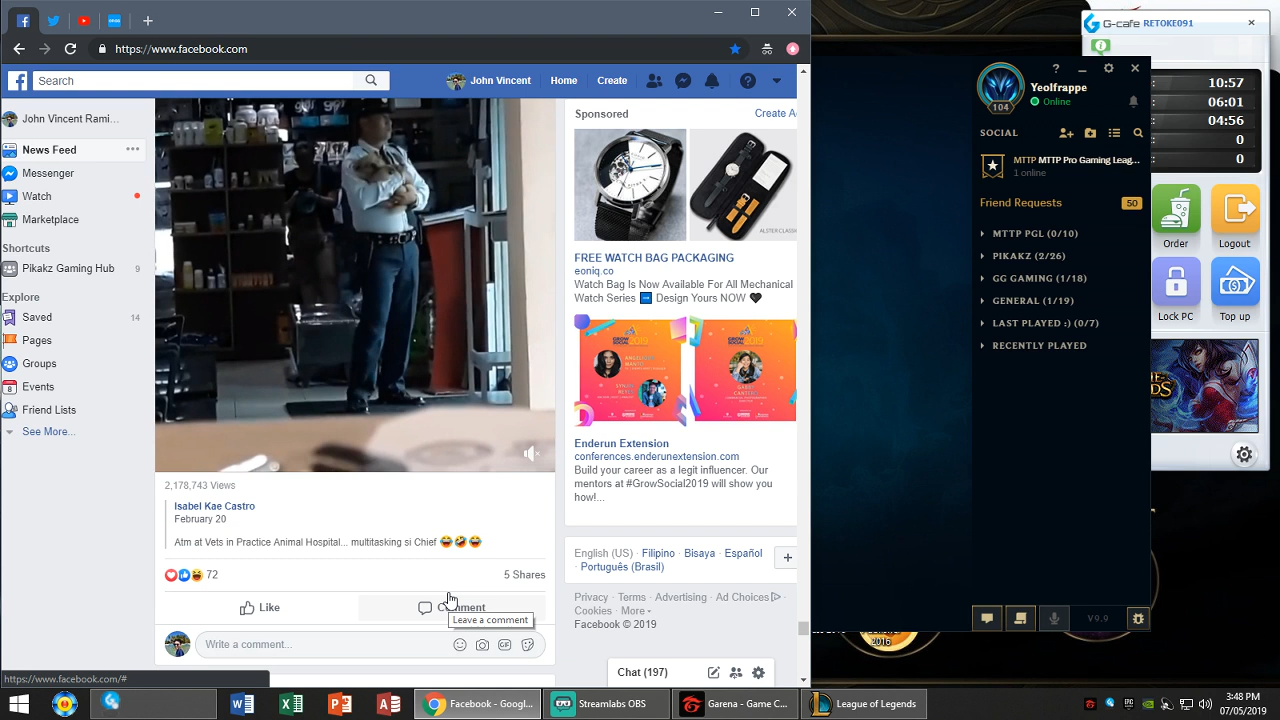 https://www.facebook.com
Search
John Vincent
Home
Create
John Vincent Rami...
News Feed
Messenger
Watch
Marketplace
Shortcuts
Pikakz Gaming Hub 9
Explore
Saved 14
Pages
Groups
Events
Friend Lists
See More...
2,178,743 Views
Isabel Kae Castro
February 20
Atm at Vets in Practice Animal Hospital... multitasking si Chief 😂🤣😂
72
5 Shares
Like
Comment
Leave a comment
Write a comment...
GIF
https://www.facebook.com/#
Sponsored
Create A
ALSTER CLASSI
FREE WATCH BAG PACKAGING
eoniq.co
Watch Bag Is Now Available For All Mechanical
Watch Series ➡ Design Yours NOW 🖤
GROW
SOCIAL
2019
Enderun Extension
conferences.enderunextension.com
Build your career as a legit influencer. Our
mentors at #GrowSocial2019 will show you
how!...
English (US) · Filipino · Bisaya · Español
· Português (Brasil)
Privacy · Terms · Advertising · Ad Choices ·
Cookies · More
Facebook © 2019
Chat (197)
G-cafe RETOKE091
Yeolfrappe
Online
104
SOCIAL
MTTP MTTP Pro Gaming Leag...
1 online
Friend Requests 50
MTTP PGL (0/10)
PIKAKZ (2/26)
GG GAMING (1/18)
GENERAL (1/19)
LAST PLAYED :) (0/7)
RECENTLY PLAYED
V9.9
10:57
06:01
04:56
0
0
Order
Logout
Lock PC
Top up
2016
Facebook - Googl...
Streamlabs OBS
Garena - Game C...
League of Legends
3:48 PM
07/05/2019